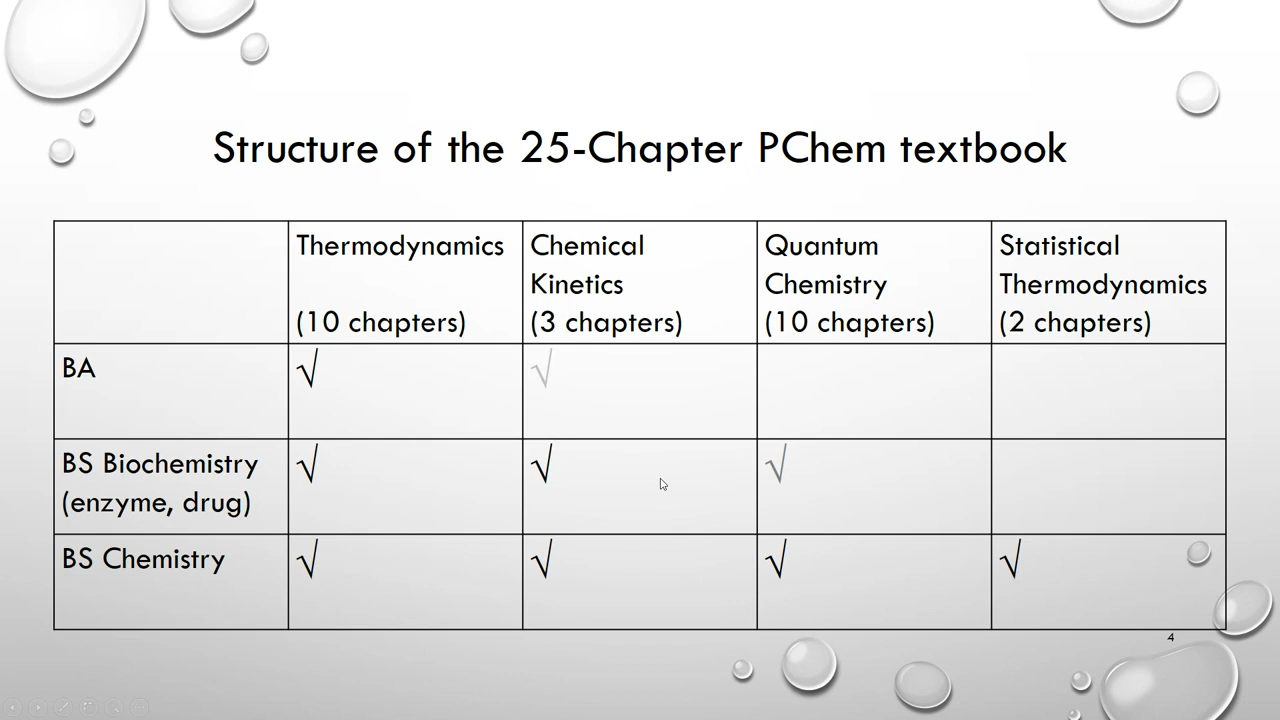 Structure of the 25-Chapter PChem textbook
Thermodynamics
(10 chapters)
Chemical
Kinetics
(3 chapters)
Quantum
Chemistry
(10 chapters)
Statistical
Thermodynamics
(2 chapters)
BA
√
√
BS Biochemistry
(enzyme, drug)
√
√
√
BS Chemistry
√
√
√
√
4